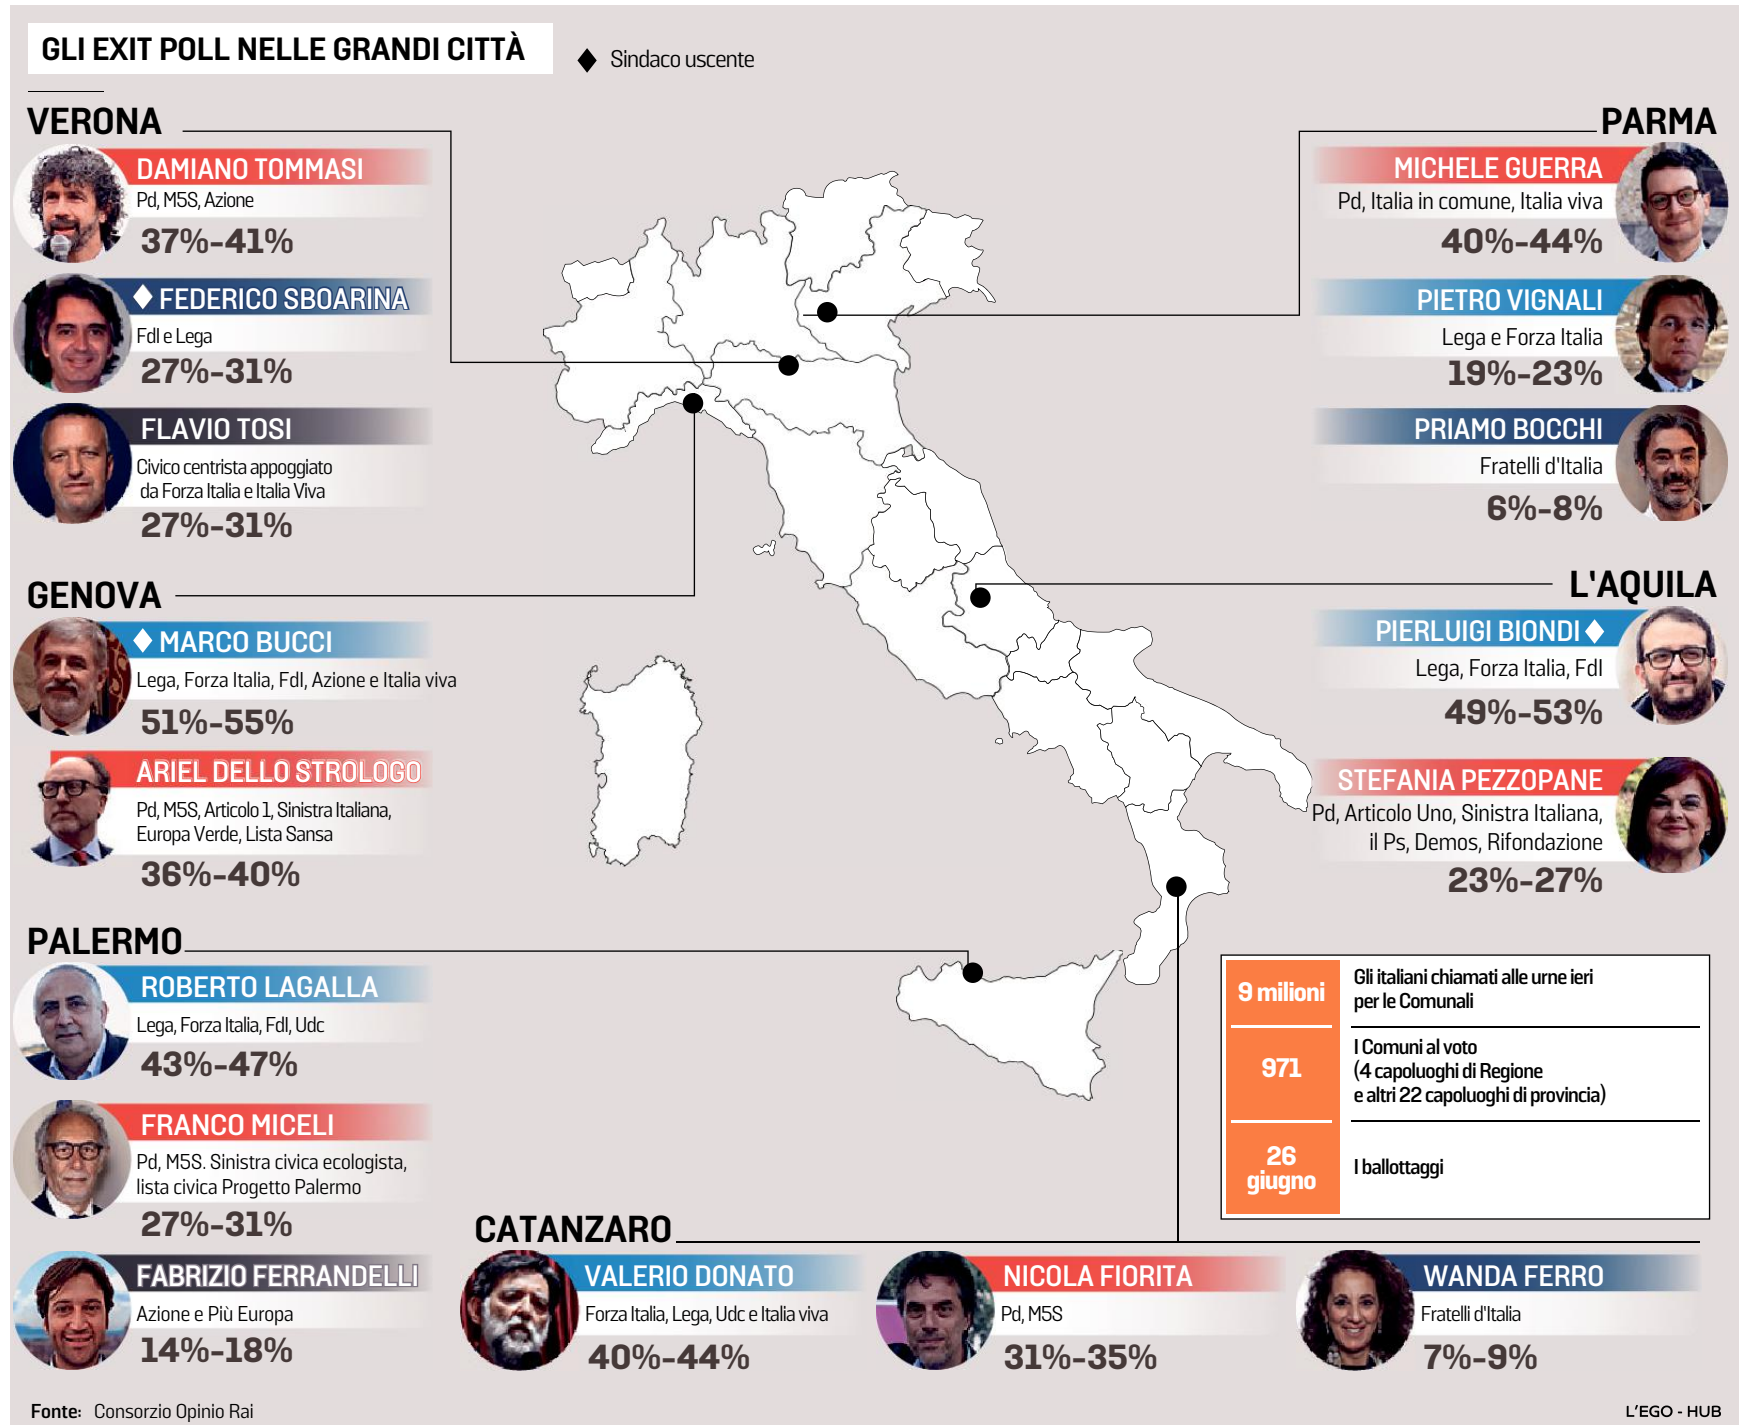 GLI EXIT POLL NELLE GRANDI CITTÀ
Sindaco uscente
VERONA
DAMIANO TOMMASI
Pd, M5S, Azione
37%-41%
FEDERICO SBOARINA
FdI e Lega
27%-31%
FLAVIO TOSI
Civico centrista appoggiato
da Forza Italia e Italia Viva
27%-31%
GENOVA
MARCO BUCCI
Lega, Forza Italia, FdI, Azione e Italia viva
51%-55%
ARIEL DELLO STROLOGO
Pd, M5S, Articolo 1, Sinistra Italiana,
Europa Verde, Lista Sansa
36%-40%
PALERMO
ROBERTO LAGALLA
Lega, Forza Italia, FdI, Udc
43%-47%
FRANCO MICELI
Pd, M5S. Sinistra civica ecologista,
lista civica Progetto Palermo
27%-31%
FABRIZIO FERRANDELLI
Azione e Più Europa
14%-18%
PARMA
MICHELE GUERRA
Pd, Italia in comune, Italia viva
40%-44%
PIETRO VIGNALI
Lega e Forza Italia
19%-23%
PRIAMO BOCCHI
Fratelli d'Italia
6%-8%
L'AQUILA
PIERLUIGI BIONDI
Lega, Forza Italia, FdI
49%-53%
STEFANIA PEZZOPANE
Pd, Articolo Uno, Sinistra Italiana,
il Ps, Demos, Rifondazione
23%-27%
9 milioni
Gli italiani chiamati alle urne ieri
per le Comunali
971
I Comuni al voto
(4 capoluoghi di Regione
e altri 22 capoluoghi di provincia)
26
giugno
I ballottaggi
CATANZARO
VALERIO DONATO
Forza Italia, Lega, Udc e Italia viva
40%-44%
NICOLA FIORITA
Pd, M5S
31%-35%
WANDA FERRO
Fratelli d'Italia
7%-9%
Fonte: Consorzio Opinio Rai
L'EGO - HUB